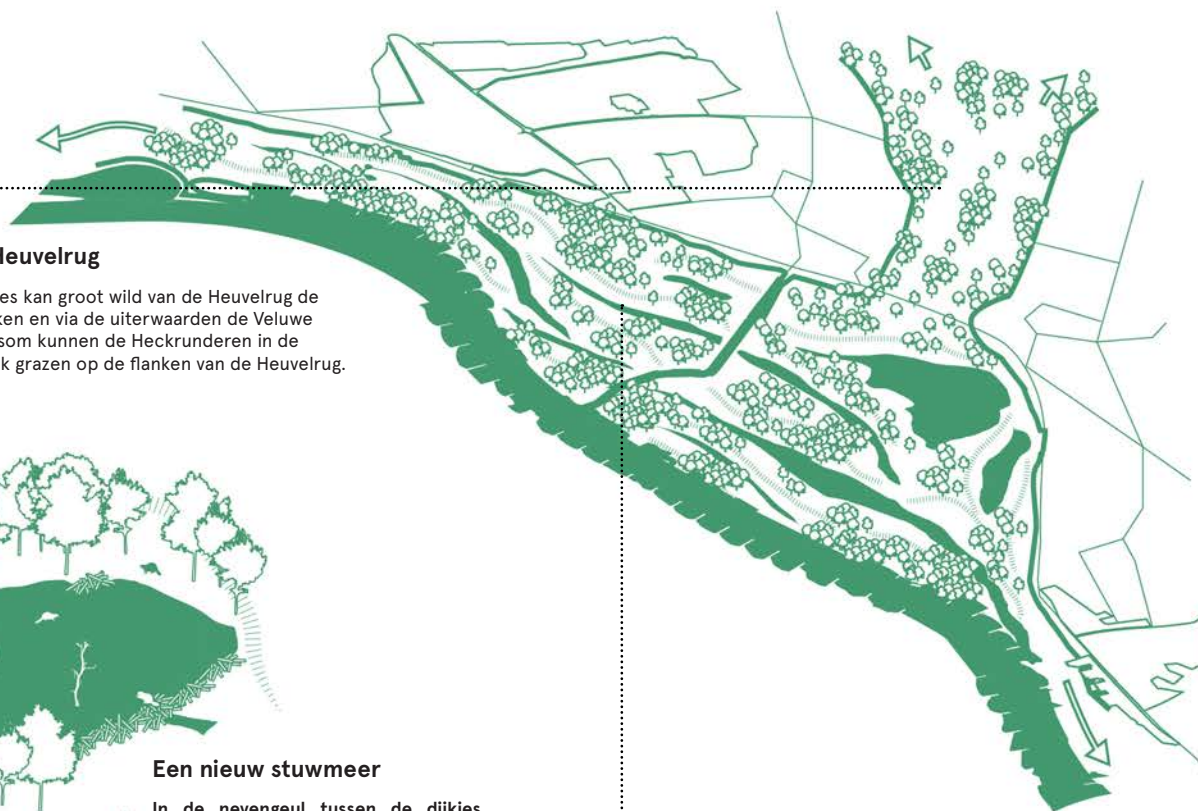 Heuvelrug
es kan groot wild van de Heuvelrug de
ken en via de uiterwaarden de Veluwe
som kunnen de Heckrunderen in de
k grazen op de flanken van de Heuvelrug.
Een nieuw stuwmeer
In de nevengeul tussen de dijkjes